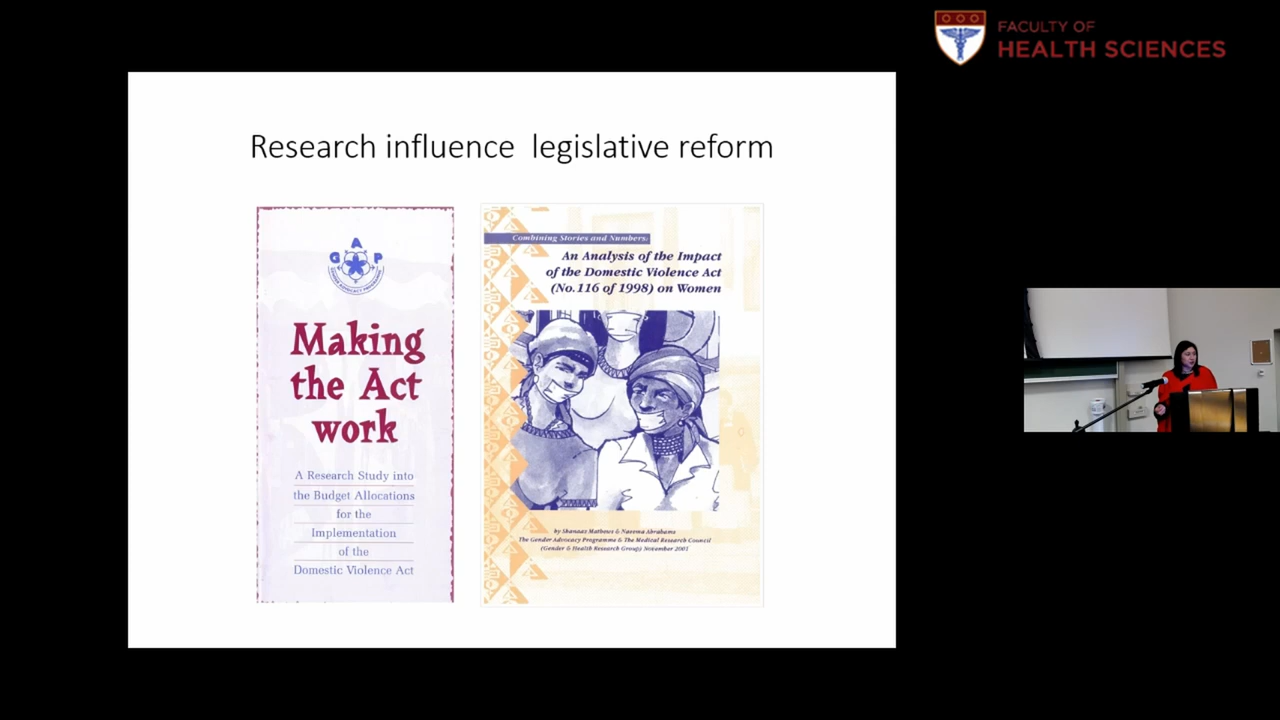 FACULTY OF
HEALTH SCIENCES
Research influence  legislative reform
A
G P
GENDER ADVOCACY PROGRAMME
Making
the Act
work
A Research Study into
the Budget Allocations
for the
Implementation
of the
Domestic Violence Act
Combining Stories and Numbers:
An Analysis of the Impact
of the Domestic Violence Act
(No.116 of 1998) on Women
by Shanaaz Mathews & Naeema Abrahams
The Gender Advocacy Programme & The Medical Research Council
(Gender & Health Research Group) November 2001